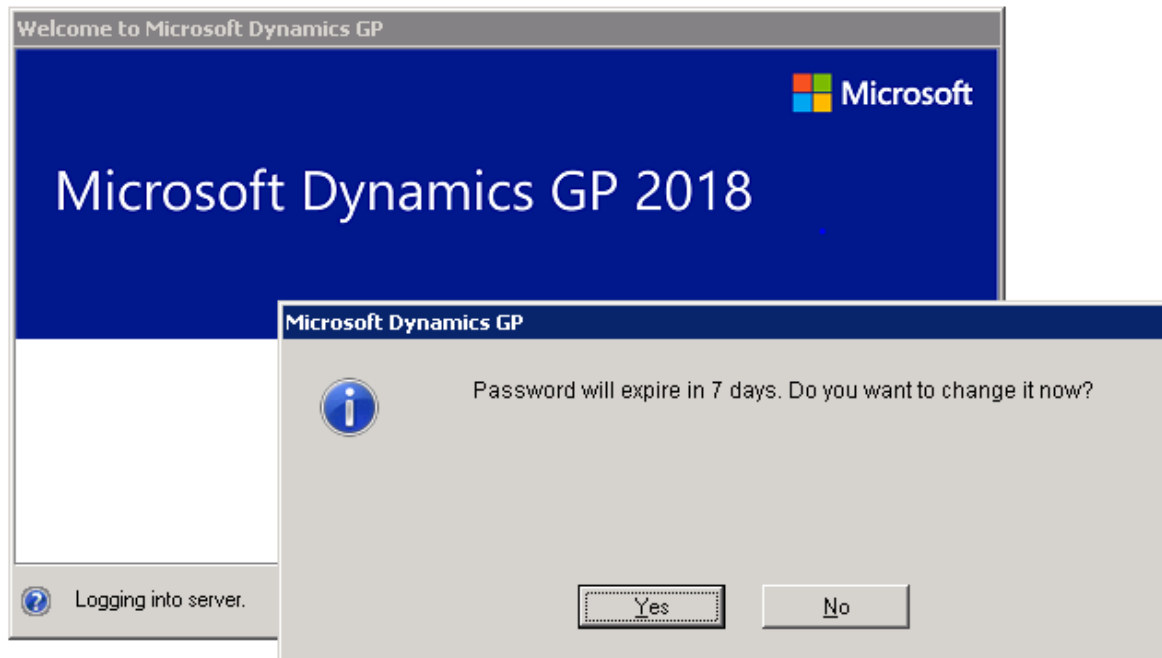 Welcome to Microsoft Dynamics GP
Microsoft
Microsoft Dynamics GP 2018
Microsoft Dynamics GP
Password will expire in 7 days. Do you want to change it now?
Logging into server.
Yes
No